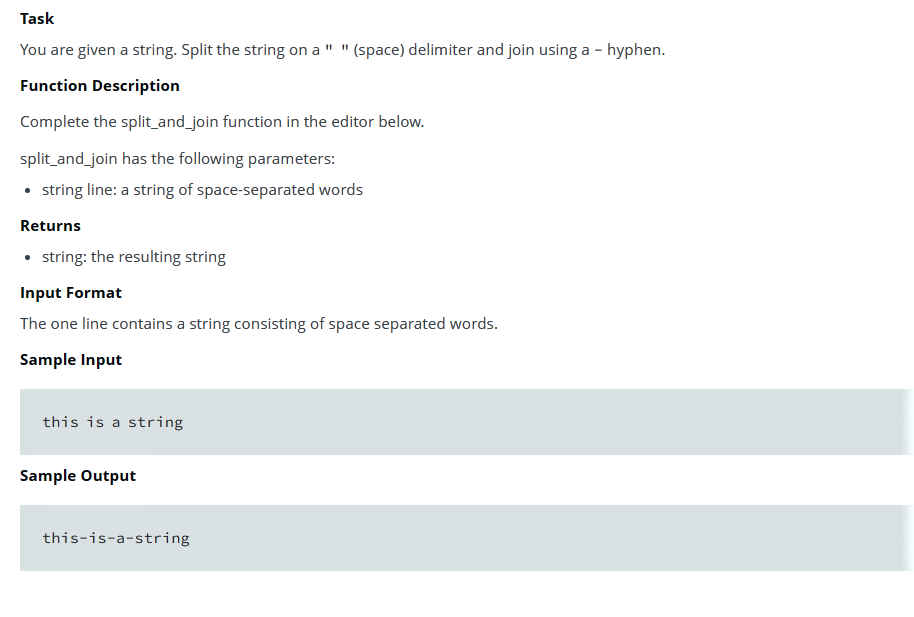 Task
You are given a string. Split the string on a " " (space) delimiter and join using a - hyphen.
Function Description
Complete the split_and_join function in the editor below.
split_and_join has the following parameters:
• string line: a string of space-separated words
Returns
• string: the resulting string
Input Format
The one line contains a string consisting of space separated words.
Sample Input
this is a string
Sample Output
this-is-a-string